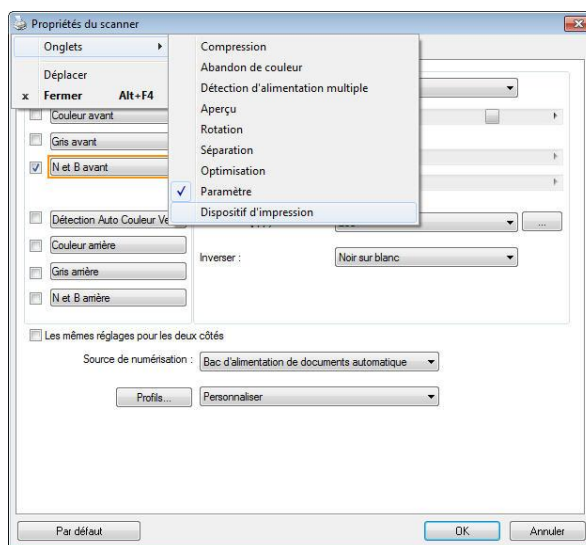 Propriétés du scanner
Onglets
Déplacer
x Fermer Alt+F4
Compression
Abandon de couleur
Détection d'alimentation multiple
Aperçu
Rotation
Séparation
Optimisation
Paramètre
Dispositif d'impression
Couleur avant
Gris avant
N et B avant
Détection Auto Couleur
...
Couleur arrière
Inverser :
Noir sur blanc
Gris arrière
N et B arrière
Les mêmes réglages pour les deux côtés
Source de numérisation :
Bac d'alimentation de documents automatique
Profils...
Personnaliser
Par défaut
OK
Annuler